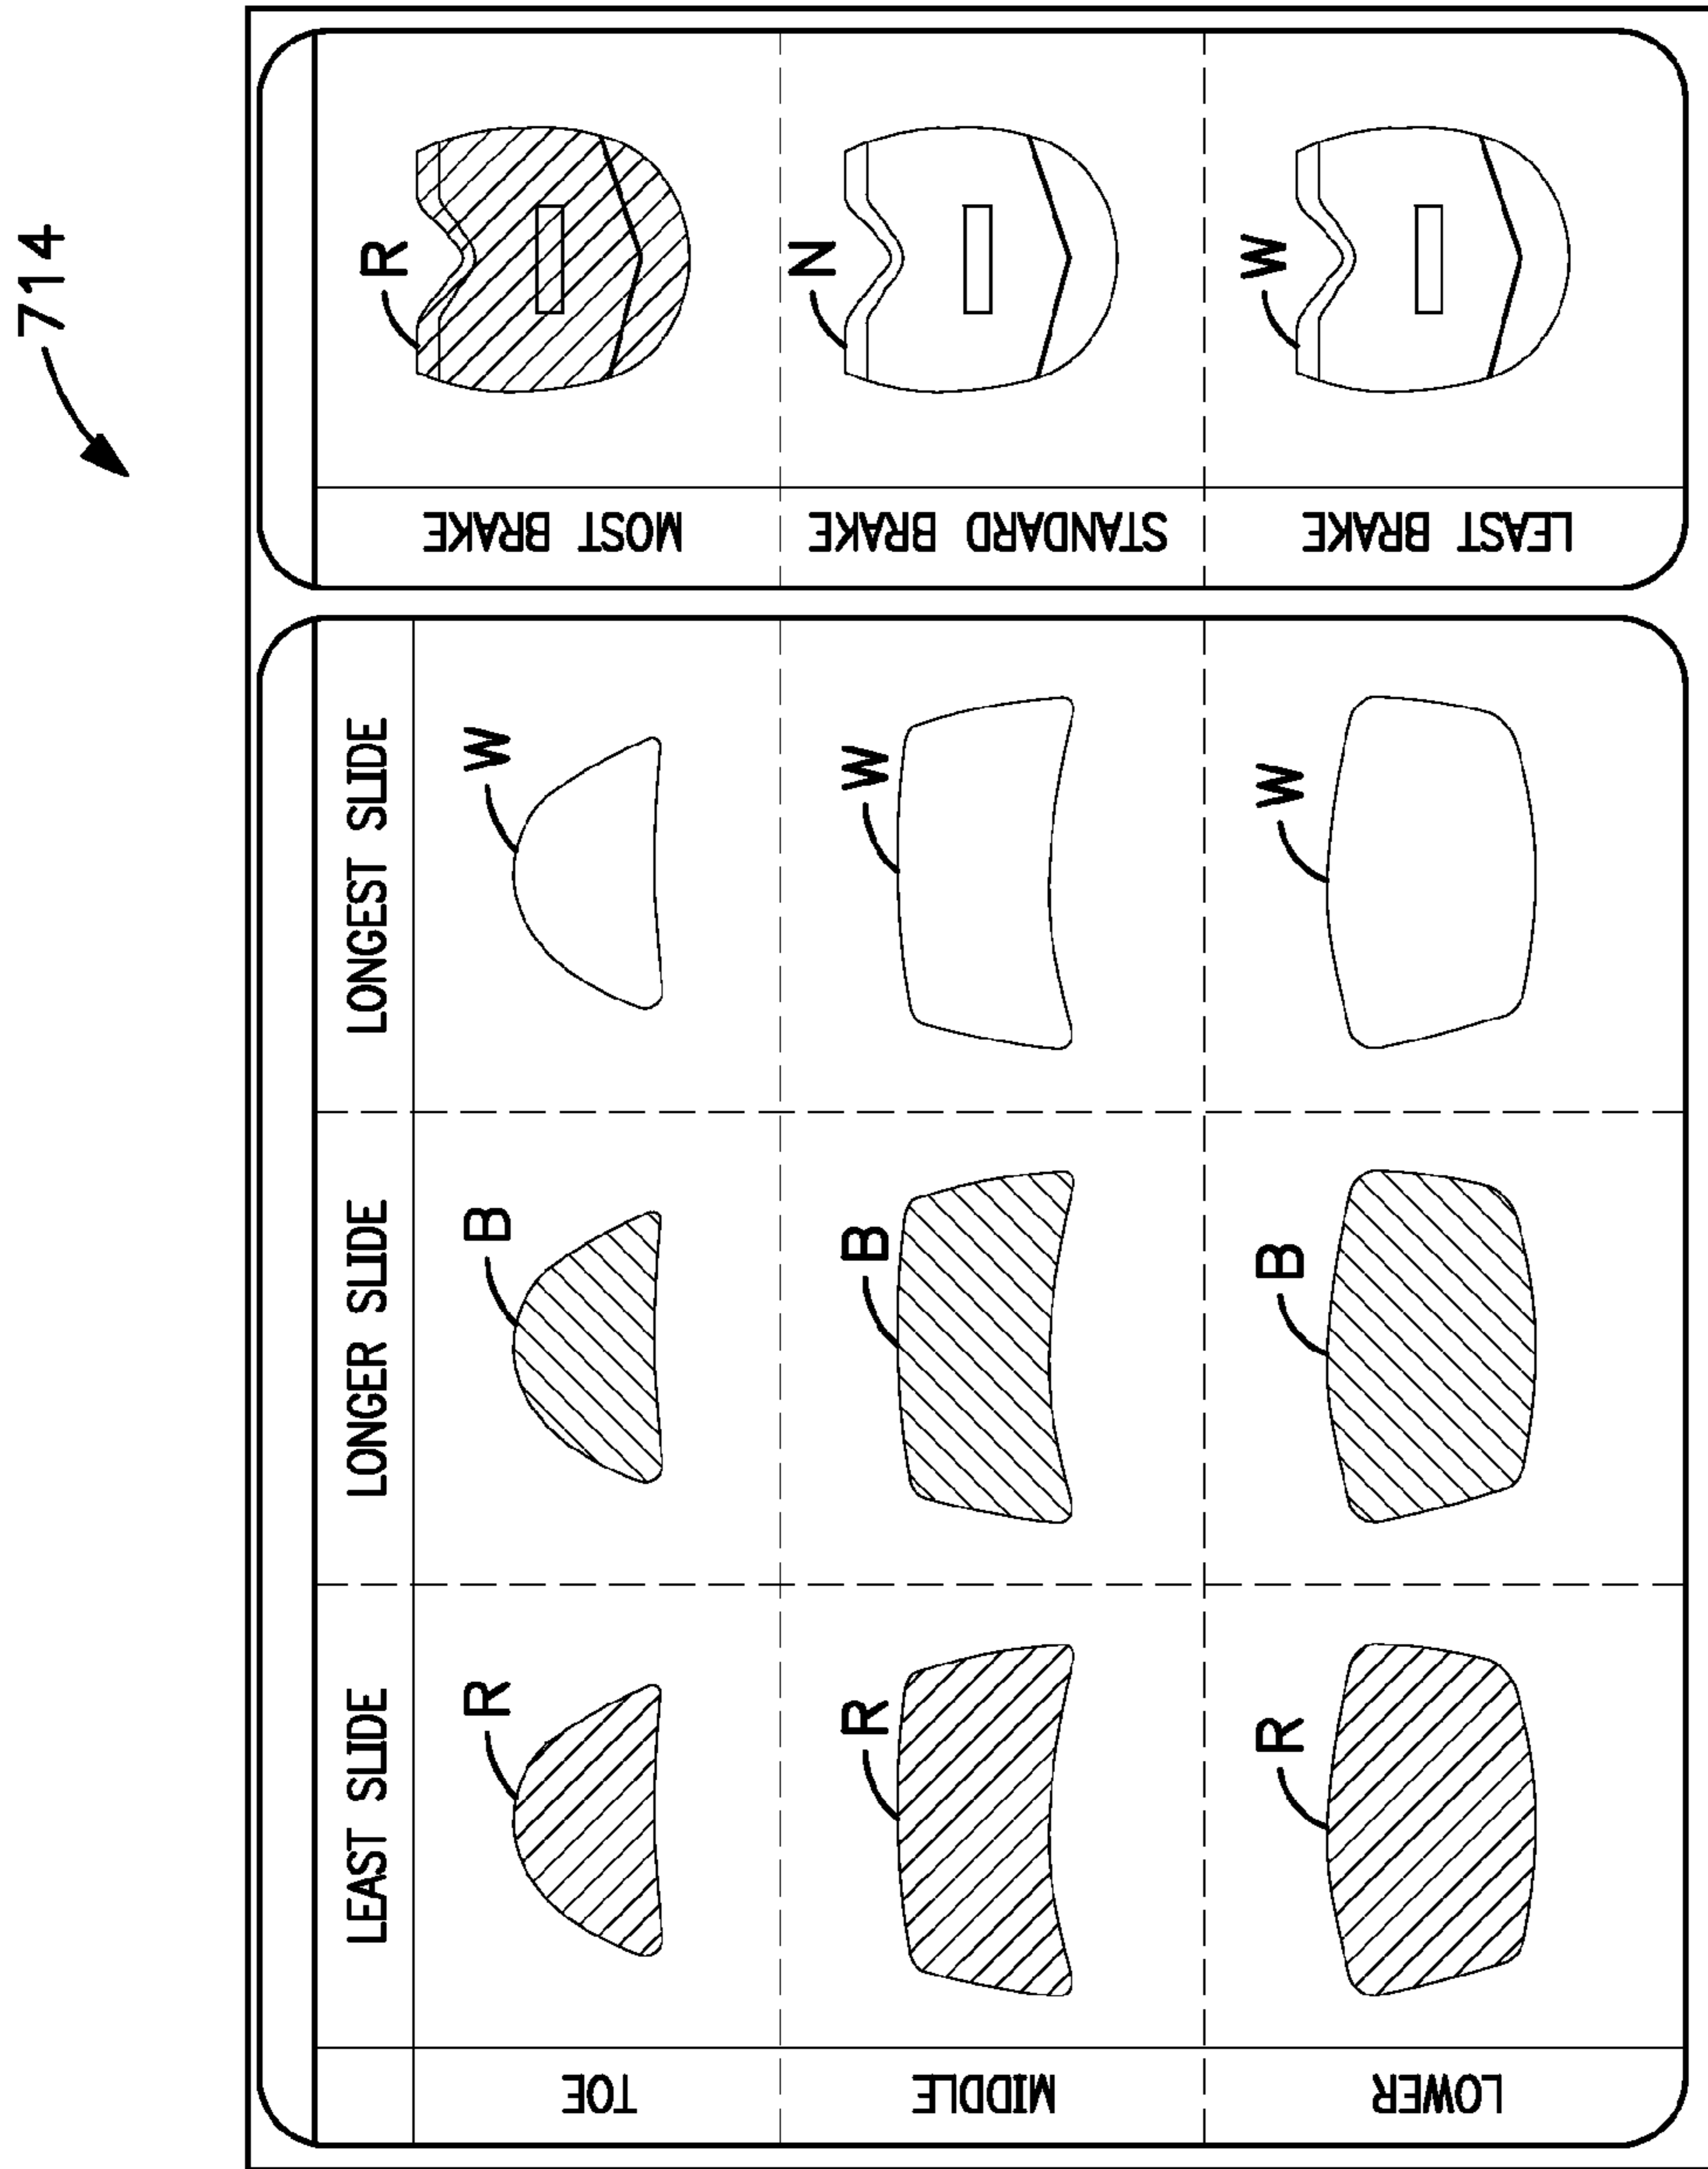 714
LEAST SLIDE
LONGER SLIDE
LONGEST SLIDE
TOE
R
B
W
MIDDLE
R
B
W
LOWER
R
B
W
MOST BRAKE
R
STANDARD BRAKE
N
LEAST BRAKE
W